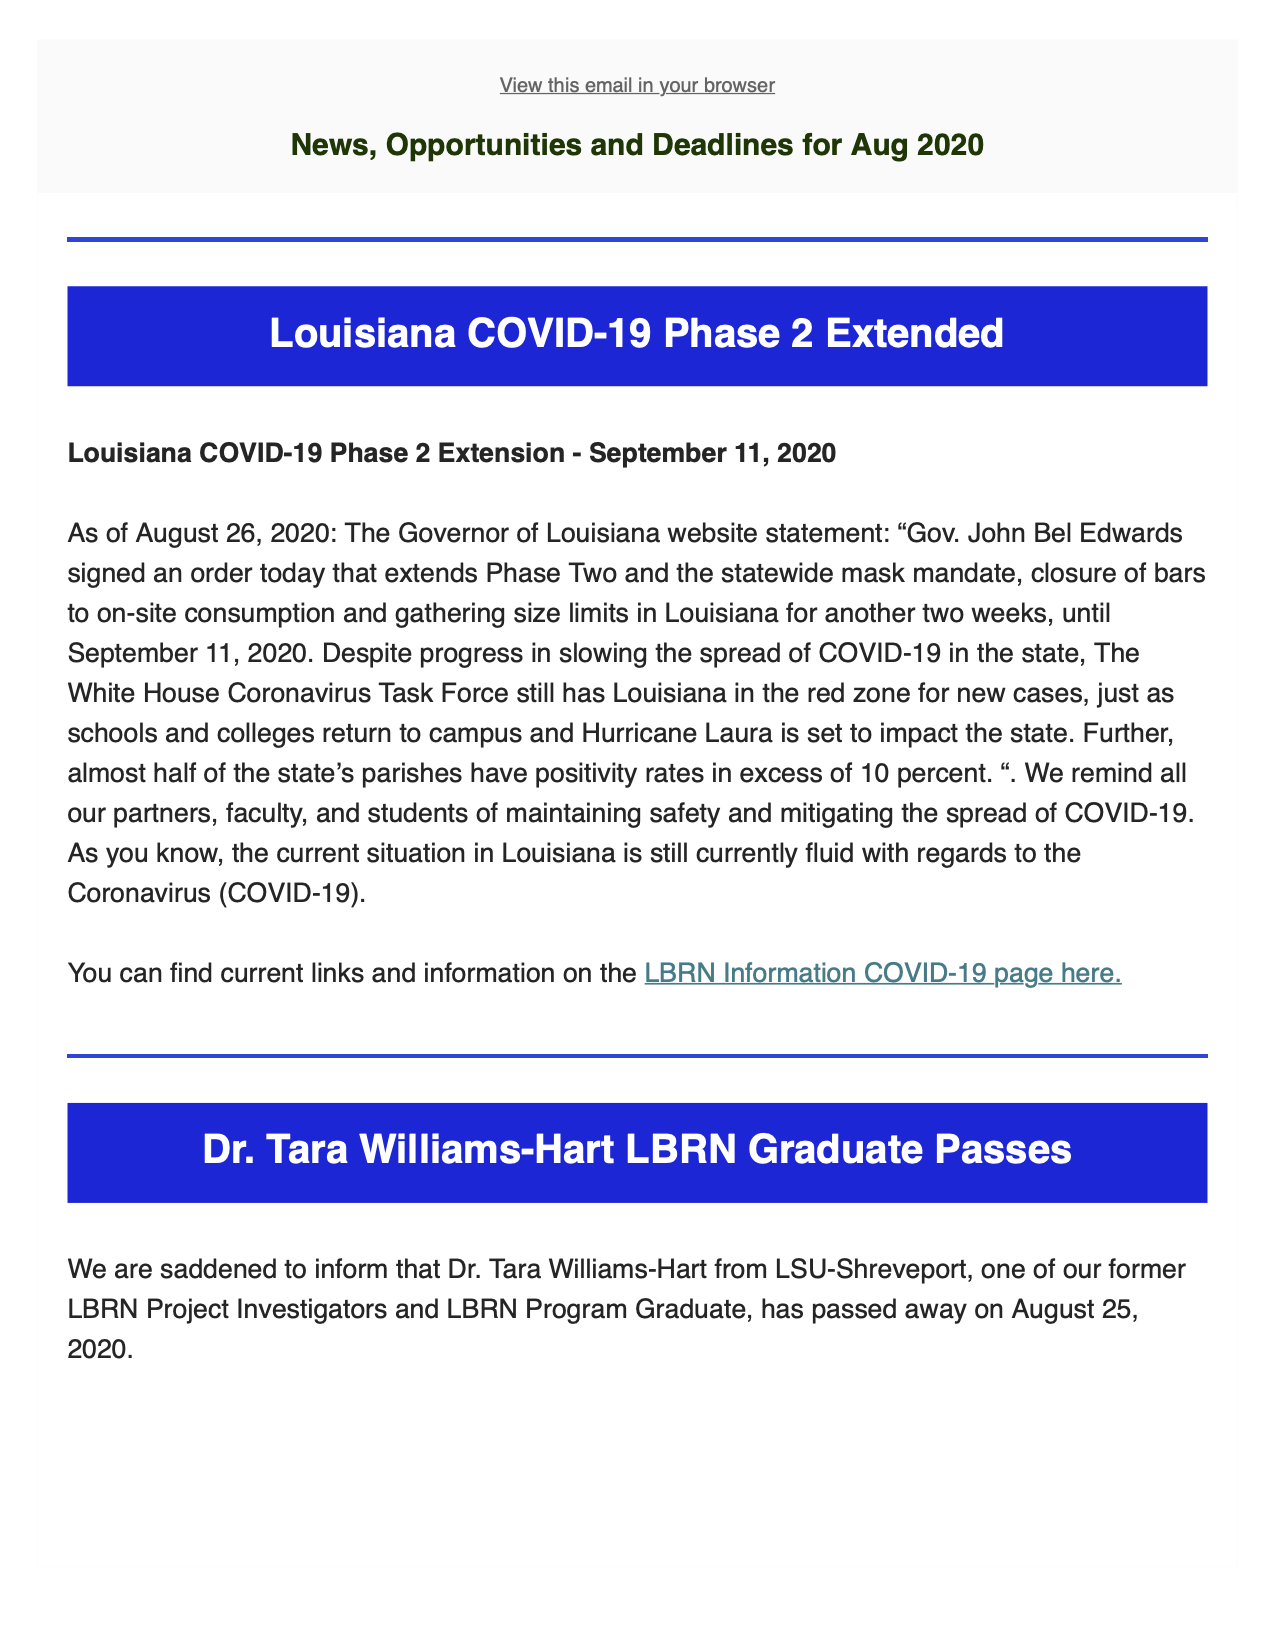 View this email in your browser
News, Opportunities and Deadlines for Aug 2020
Louisiana COVID-19 Phase 2 Extended
Louisiana COVID-19 Phase 2 Extension - September 11, 2020
As of August 26, 2020: The Governor of Louisiana website statement: “Gov. John Bel Edwards
signed an order today that extends Phase Two and the statewide mask mandate, closure of bars
to on-site consumption and gathering size limits in Louisiana for another two weeks, until
September 11, 2020. Despite progress in slowing the spread of COVID-19 in the state, The
White House Coronavirus Task Force still has Louisiana in the red zone for new cases, just as
schools and colleges return to campus and Hurricane Laura is set to impact the state. Further,
almost half of the state’s parishes have positivity rates in excess of 10 percent. “. We remind all
our partners, faculty, and students of maintaining safety and mitigating the spread of COVID-19.
As you know, the current situation in Louisiana is still currently fluid with regards to the
Coronavirus (COVID-19).
You can find current links and information on the LBRN Information COVID-19 page here.
Dr. Tara Williams-Hart LBRN Graduate Passes
We are saddened to inform that Dr. Tara Williams-Hart from LSU-Shreveport, one of our former
LBRN Project Investigators and LBRN Program Graduate, has passed away on August 25,
2020.